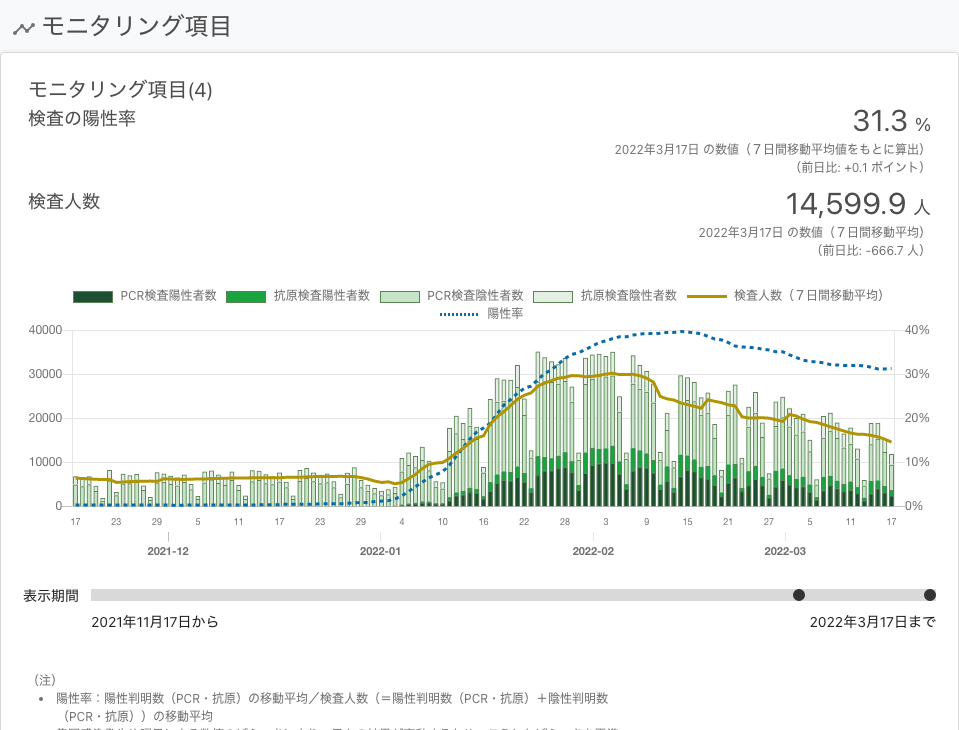 モニタリング項目
モニタリング項目(4)
検査の陽性率
31.3 %
2022年3月17日 の数値（７日間移動平均値をもとに算出）
（前日比: +0.1 ポイント）
検査人数
14,599.9 人
2022年3月17日 の数値（７日間移動平均）
（前日比: -666.7 人）
PCR検査陽性者数 抗原検査陽性者数 PCR検査陰性者数 抗原検査陰性者数 検査人数（７日間移動平均）
陽性率
40000 40%
30000 30%
20000 20%
10000 10%
0 0%
17 23 29 5 11 17 23 29 4 10 16 22 28 3 9 15 21 27 5 11 17
2021-12 2022-01 2022-02 2022-03
表示期間
2021年11月17日から 2022年3月17日まで
（注）
• 陽性率：陽性判明数（PCR・抗原）の移動平均／検査人数（＝陽性判明数（PCR・抗原）＋陰性判明数
（PCR・抗原））の移動平均